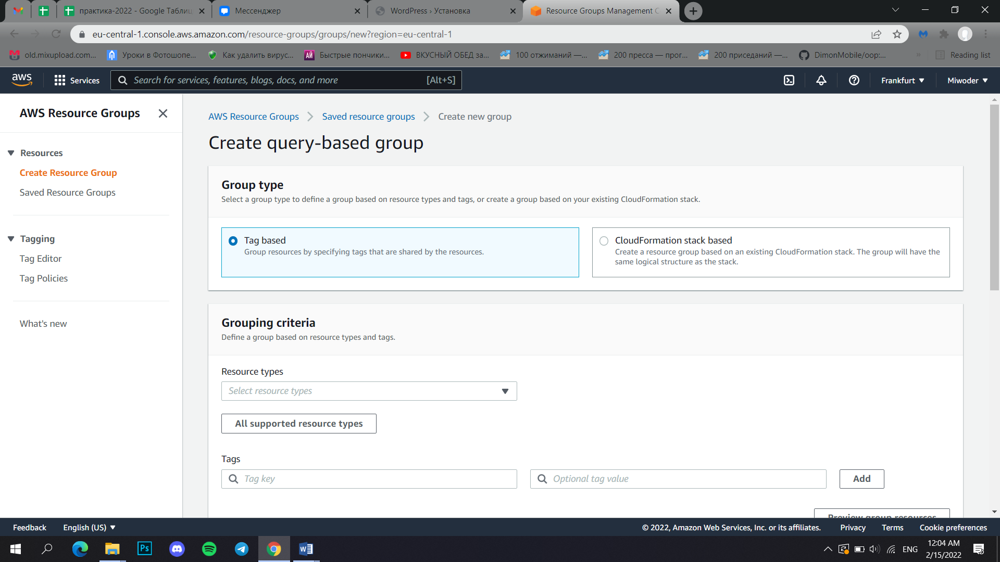 практика-2022 - Google Таблиц
Мессенджер
WordPress › Установка
Resource Groups Management C
eu-central-1.console.aws.amazon.com/resource-groups/groups/new?region=eu-central-1
old.mixupload.com...
Уроки в Фотошопе...
Как удалить вирус...
АЙ
Быстрые пончики...
ВКУСНЫЙ ОБЕД за...
100 отжиманий —...
200 пресса — прог...
200 приседаний —...
DimonMobile/oop:...
»
Reading list
aws
Services
Search for services, features, blogs, docs, and more
[Alt+S]
Frankfurt
Miwoder
AWS Resource Groups
Resources
Create Resource Group
Saved Resource Groups
Tagging
Tag Editor
Tag Policies
What's new
AWS Resource Groups
Saved resource groups
Create new group
Create query-based group
Group type
Select a group type to define a group based on resource types and tags, or create a group based on your existing CloudFormation stack.
Tag based
Group resources by specifying tags that are shared by the resources.
CloudFormation stack based
Create a resource group based on an existing CloudFormation stack. The group will have the
same logical structure as the stack.
Grouping criteria
Define a group based on resource types and tags.
Resource types
Select resource types
All supported resource types
Tags
Tag key
Optional tag value
Add
Preview group resources
Feedback
English (US)
© 2022, Amazon Web Services, Inc. or its affiliates.
Privacy
Terms
Cookie preferences
Ps
W
ENG
12:04 AM
2/15/2022